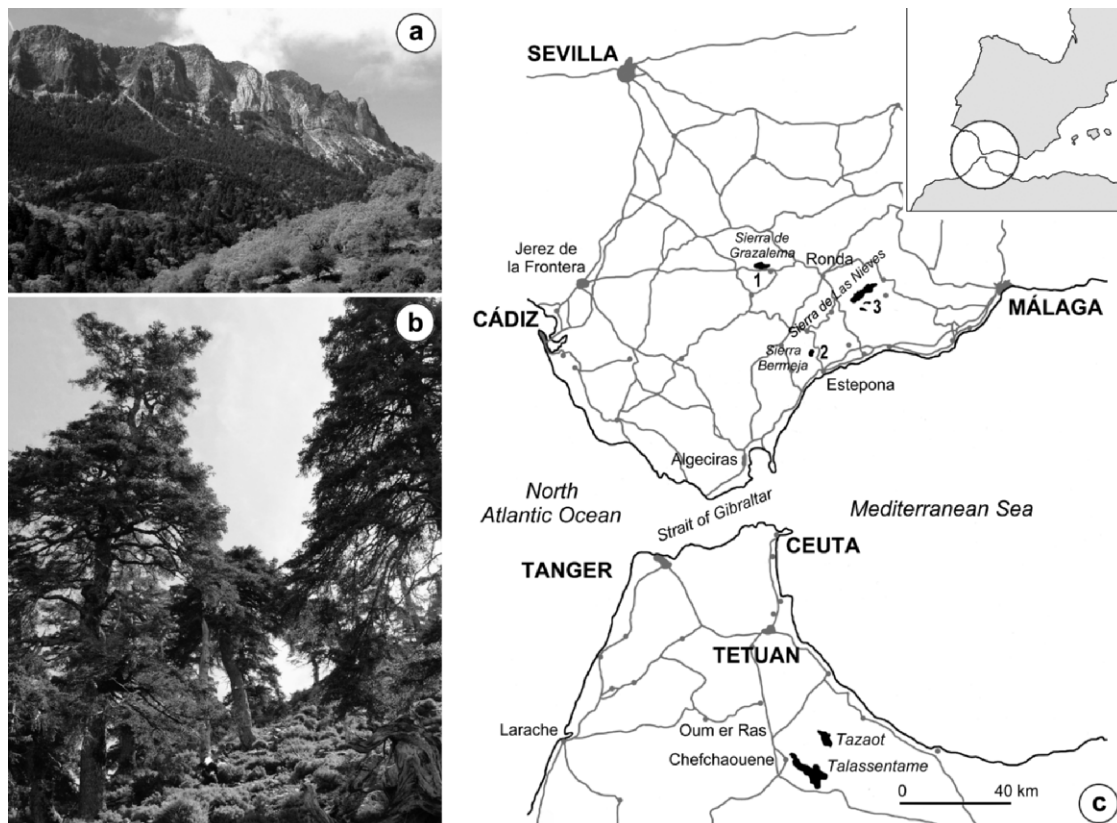 a
b
SEVILLA
Jerez de
la Frontera
Sierra de
Grazalema
1
Ronda
Sierra de Las Nieves
3
CÁDIZ
MÁLAGA
Sierra
Bermeja
2
Estepona
Algeciras
North
Atlantic Ocean
Strait of Gibraltar
Mediterranean Sea
CEUTA
TANGER
TETUAN
Larache
Oum er Ras
Chefchaouene
Tazaot
Talassentame
0 40 km
c